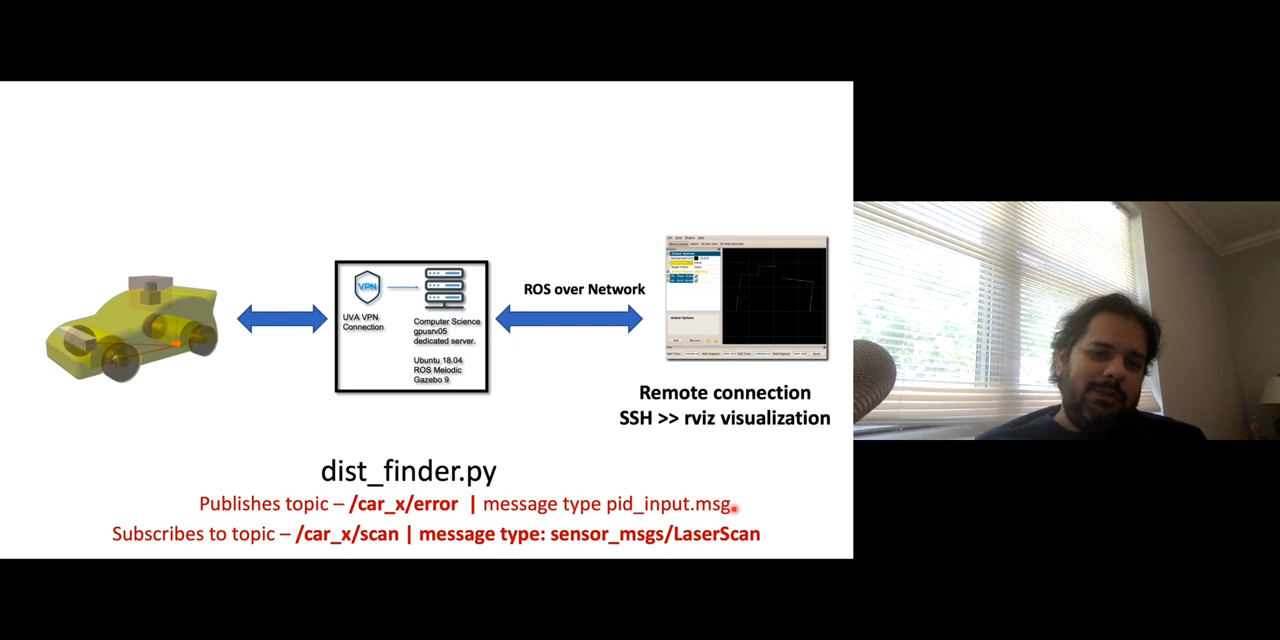 VPN
UVA VPN
Connection
Computer Science
gpusrv05
dedicated server.
Ubuntu 18.04
ROS Melodic
Gazebo 9
ROS over Network
Global Options
Remote connection
SSH >> rviz visualization
dist_finder.py
Publishes topic – /car_x/error | message type pid_input.msg
Subscribes to topic – /car_x/scan | message type: sensor_msgs/LaserScan